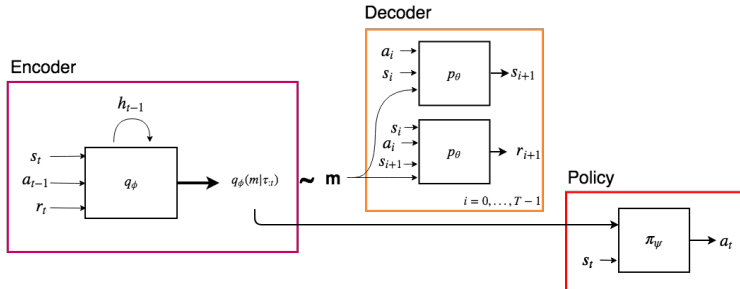 Encoder
h_{t-1}
s_t
a_{t-1}
r_t
q_ϕ
q_ϕ(m|τ_{:t})
~ m
Decoder
a_i
s_i
p_θ
s_{i+1}
s_i
a_i
s_{i+1}
p_θ
r_{i+1}
i = 0, . . . , T − 1
Policy
s_t
π_ψ
a_t